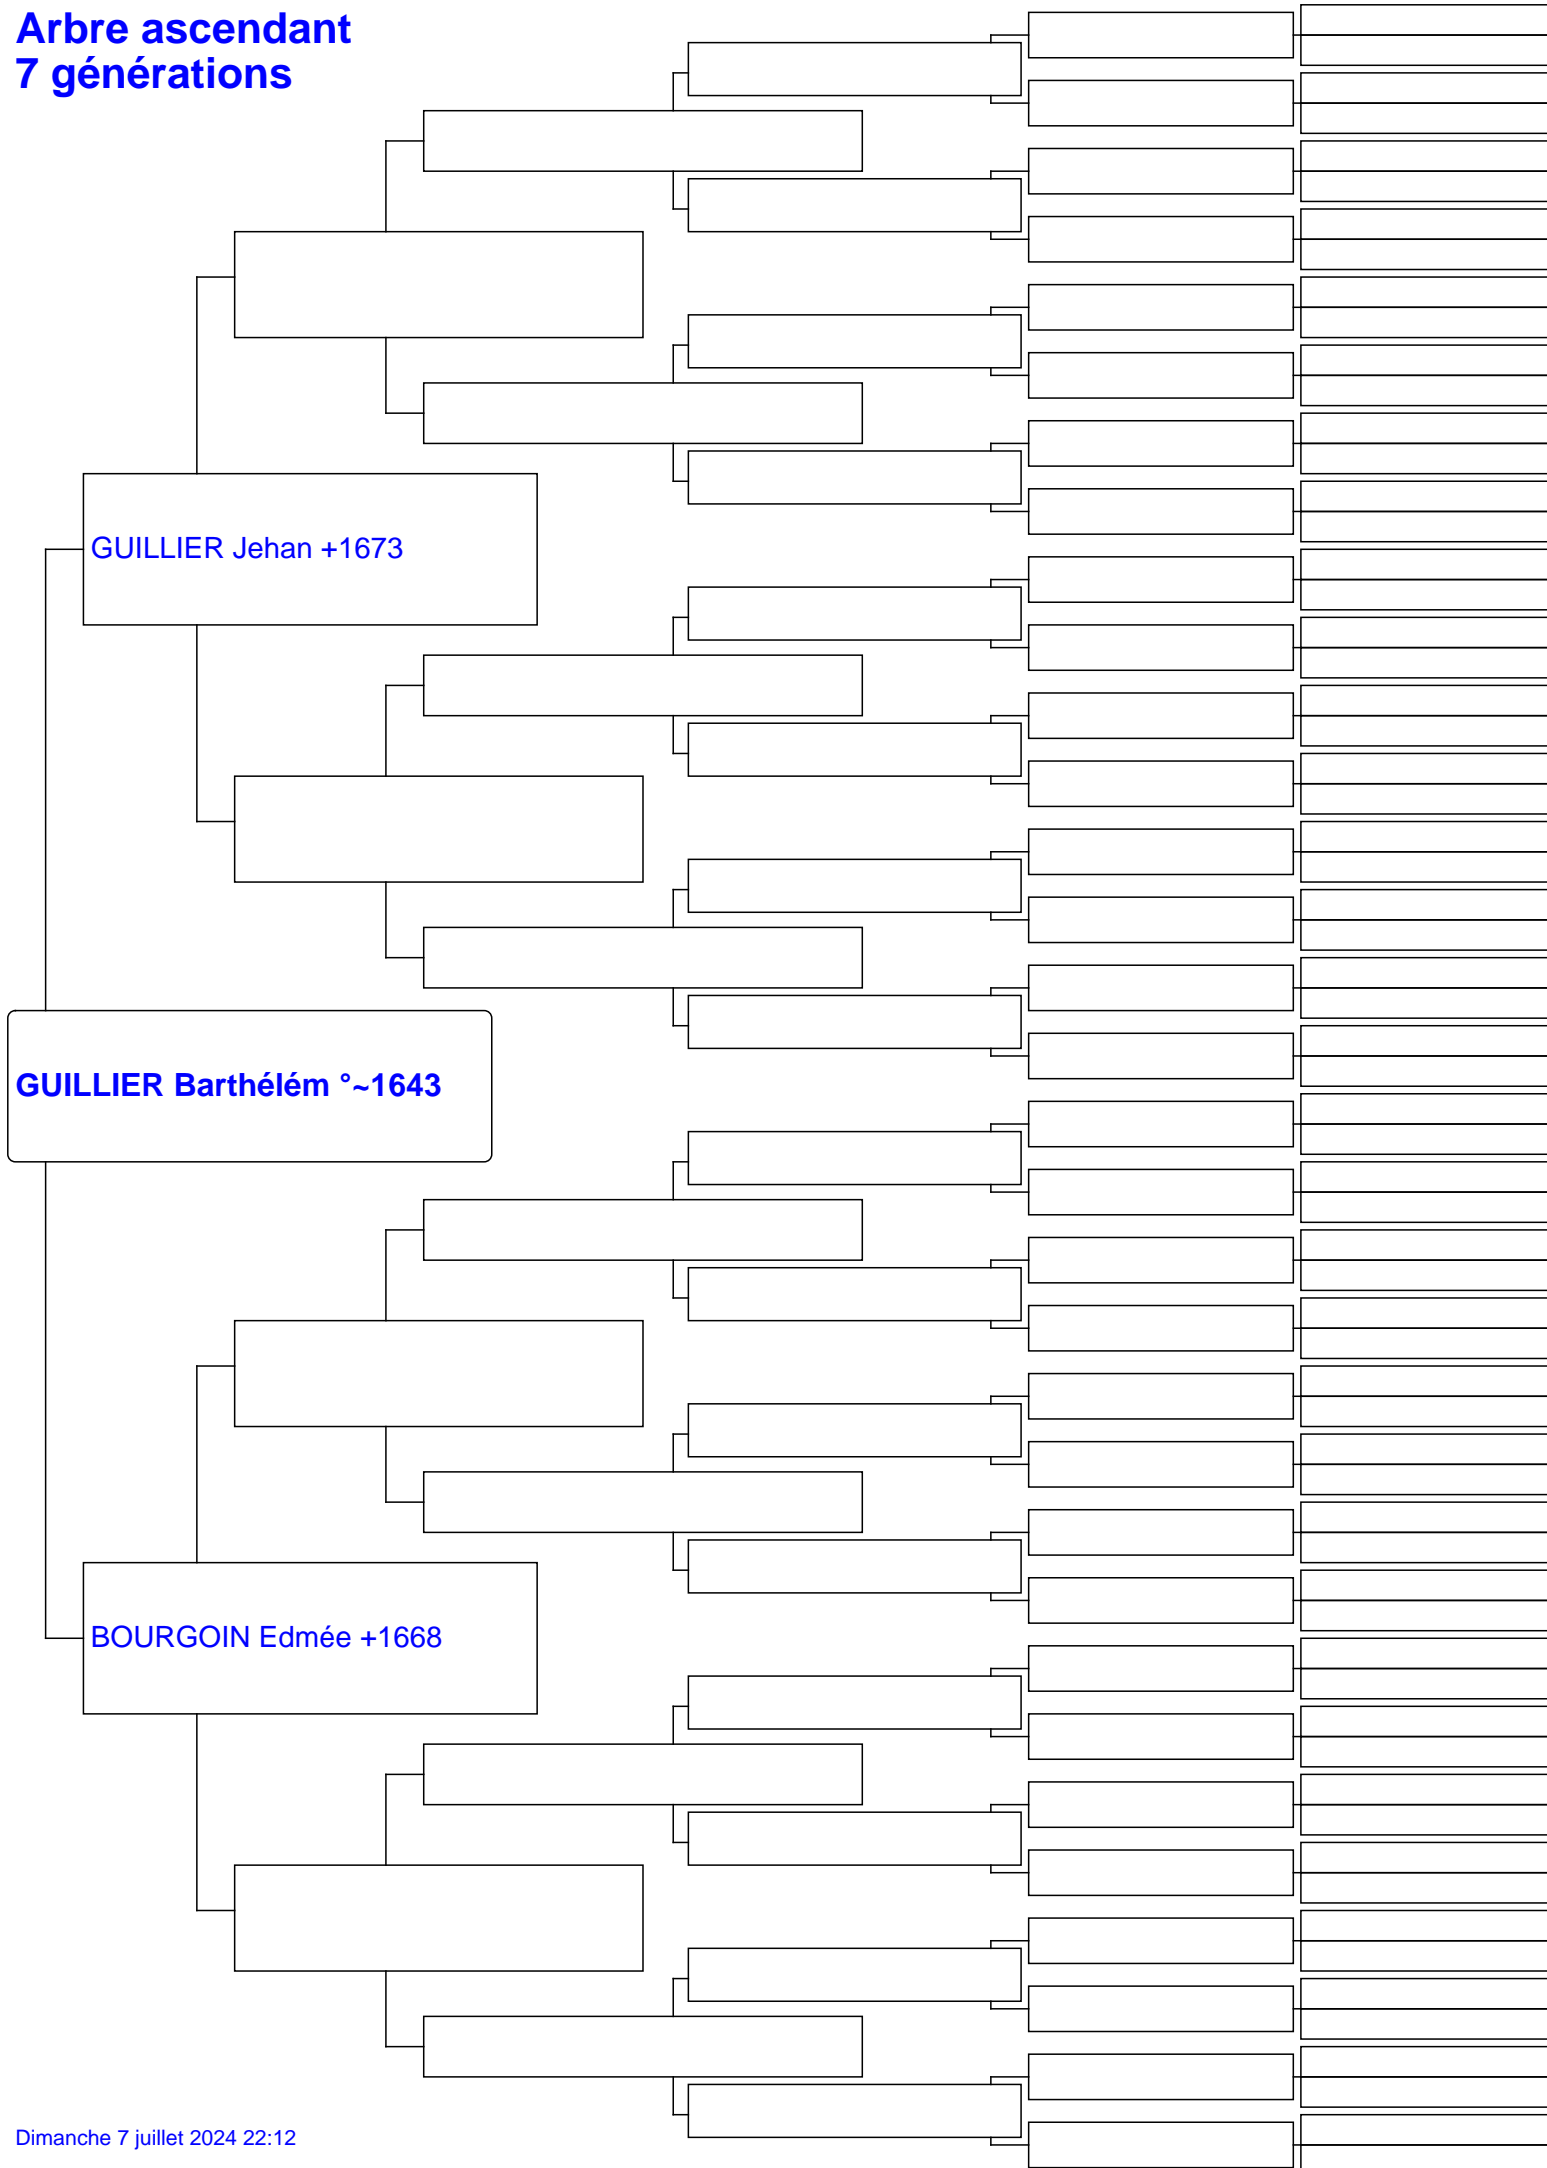 Arbre ascendant
7 générations
GUILLIER Jehan +1673
GUILLIER Barthélém °~1643
BOURGOIN Edmée +1668
Dimanche 7 juillet 2024 22:12